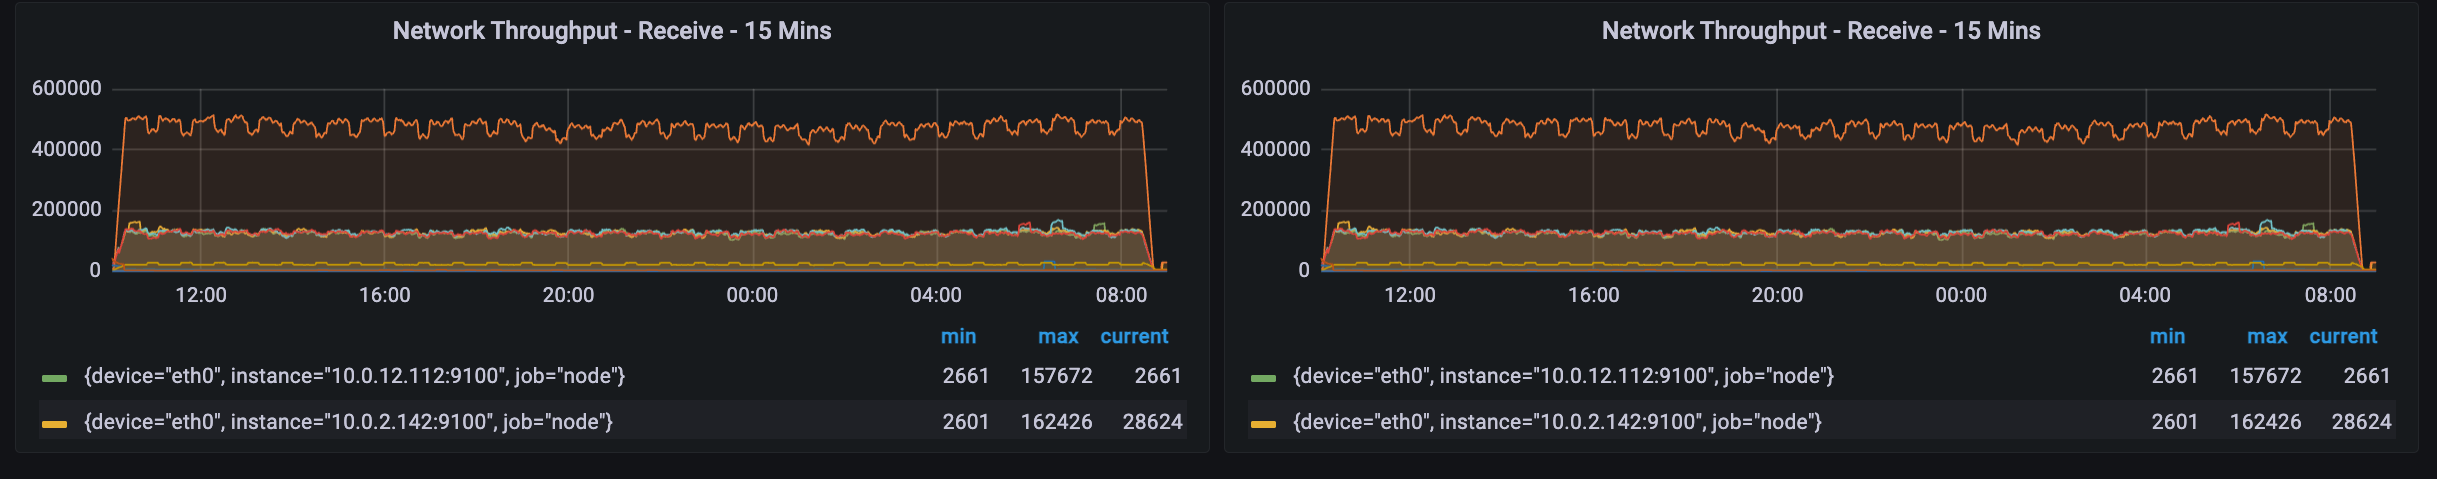 Network Throughput - Receive - 15 Mins
600000
400000
200000
0
12:00 16:00 20:00 00:00 04:00 08:00
min max current
{device="eth0", instance="10.0.12.112:9100", job="node"} 2661 157672 2661
{device="eth0", instance="10.0.2.142:9100", job="node"} 2601 162426 28624
Network Throughput - Receive - 15 Mins
600000
400000
200000
0
12:00 16:00 20:00 00:00 04:00 08:00
min max current
{device="eth0", instance="10.0.12.112:9100", job="node"} 2661 157672 2661
{device="eth0", instance="10.0.2.142:9100", job="node"} 2601 162426 28624